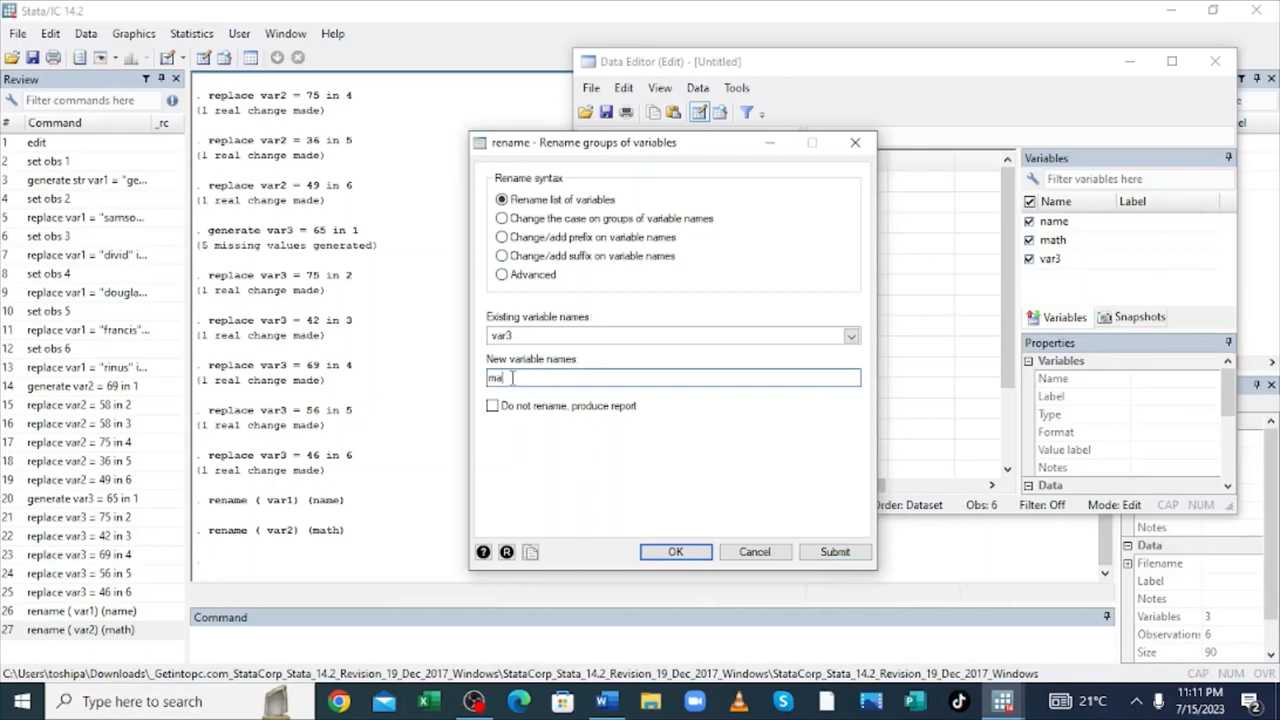 Stata/IC 14.2
File Edit Data Graphics Statistics User Window Help
Review
Filter commands here
# Command _rc
1 edit
2 set obs 1
3 generate str var1 = "ge...
4 set obs 2
5 replace var1 = "samso...
6 set obs 3
7 replace var1 = "divid" i...
8 set obs 4
9 replace var1 = "dougla...
10 set obs 5
11 replace var1 = "francis"...
12 set obs 6
13 replace var1 = "rinus" i...
14 generate var2 = 69 in 1
15 replace var2 = 58 in 2
16 replace var2 = 58 in 3
17 replace var2 = 75 in 4
18 replace var2 = 36 in 5
19 replace var2 = 49 in 6
20 generate var3 = 65 in 1
21 replace var3 = 75 in 2
22 replace var3 = 42 in 3
23 replace var3 = 69 in 4
24 replace var3 = 56 in 5
25 replace var3 = 46 in 6
26 rename ( var1) (name)
27 rename ( var2) (math)
. replace var2 = 75 in 4
(1 real change made)
. replace var2 = 36 in 5
(1 real change made)
. replace var2 = 49 in 6
(1 real change made)
. generate var3 = 65 in 1
(5 missing values generated)
. replace var3 = 75 in 2
(1 real change made)
. replace var3 = 42 in 3
(1 real change made)
. replace var3 = 69 in 4
(1 real change made)
. replace var3 = 56 in 5
(1 real change made)
. replace var3 = 46 in 6
(1 real change made)
. rename ( var1) (name)
. rename ( var2) (math)
.
Command
Data Editor (Edit) - [Untitled]
File Edit View Data Tools
rename - Rename groups of variables
Rename syntax
Rename list of variables
Change the case on groups of variable names
Change/add prefix on variable names
Change/add suffix on variable names
Advanced
Existing variable names:
var3
New variable names:
ma
Do not rename, produce report
OK Cancel Submit
Variables
Filter variables here
Name Label
name
math
var3
Variables Snapshots
Properties
Variables
Name
Label
Type
Format
Value label
Notes
Data
Order: Dataset Obs: 6 Filter: Off Mode: Edit CAP NUM
Notes
Data
Filename
Label
Notes
Variables 3
Observations 6
Size 90
C:\Users\toshipa\Downloads\_Getintopc.com_StataCorp_Stata_14.2_Revision_19_Dec_2017_Windows\StataCorp_Stata_14.2_Revision_19_Dec_2017_Windows\StataCorp_Stata_14.2_Revision_19_Dec_2017_Windows
CAP NUM OVR
Type here to search
21°C
11:11 PM
7/15/2023
2